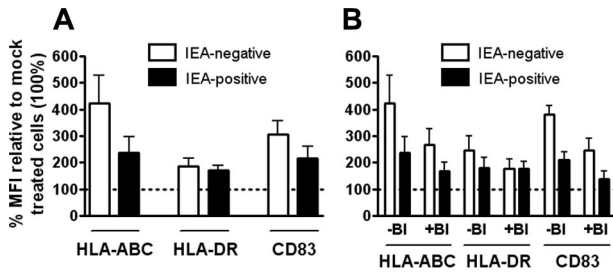 A
% MFI relative to mock
treated cells (100%)
600
500
400
300
200
100
0
IEA-negative
IEA-positive
HLA-ABC
HLA-DR
CD83
B
600
500
400
300
200
100
0
IEA-negative
IEA-positive
-BI +BI -BI +BI -BI +BI
HLA-ABC HLA-DR CD83